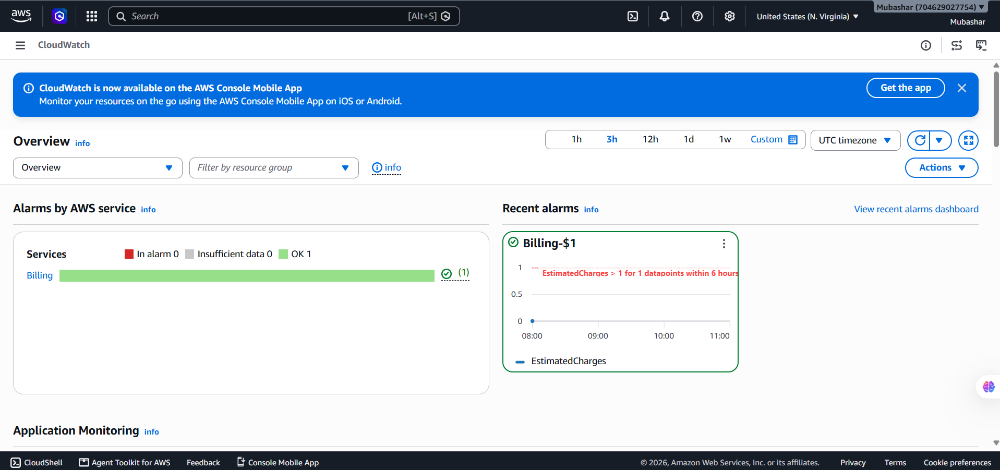 aws
Search
[Alt+S]
United States (N. Virginia)
Mubashar (704629027754)
Mubashar
CloudWatch
CloudWatch is now available on the AWS Console Mobile App
Monitor your resources on the go using the AWS Console Mobile App on iOS or Android.
Get the app
Overview info
1h 3h 12h 1d 1w Custom
UTC timezone
Overview
Filter by resource group
info
Actions
Alarms by AWS service info
Services
In alarm 0 Insufficient data 0 OK 1
Billing
(1)
Recent alarms info
View recent alarms dashboard
Billing-$1
1
EstimatedCharges > 1 for 1 datapoints within 6 hours
0.5
0
08:00 09:00 10:00 11:00
EstimatedCharges
Application Monitoring info
CloudShell Agent Toolkit for AWS Feedback Console Mobile App
© 2026, Amazon Web Services, Inc. or its affiliates. Privacy Terms Cookie preferences